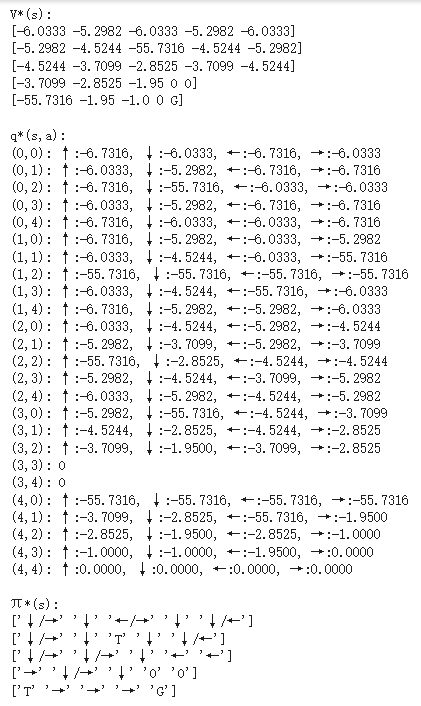 V*(s):
[-6.0333 -5.2982 -6.0333 -5.2982 -6.0333]
[-5.2982 -4.5244 -55.7316 -4.5244 -5.2982]
[-4.5244 -3.7099 -2.8525 -3.7099 -4.5244]
[-3.7099 -2.8525 -1.95 0 0]
[-55.7316 -1.95 -1.0 0 G]
q*(s,a):
(0,0): ↑:-6.7316, ↓:-6.0333, ←:-6.7316, →:-6.0333
(0,1): ↑:-6.0333, ↓:-5.2982, ←:-6.7316, →:-6.7316
(0,2): ↑:-6.7316, ↓:-55.7316, ←:-6.0333, →:-6.0333
(0,3): ↑:-6.0333, ↓:-5.2982, ←:-6.7316, →:-6.7316
(0,4): ↑:-6.7316, ↓:-6.0333, ←:-6.0333, →:-6.7316
(1,0): ↑:-6.7316, ↓:-5.2982, ←:-6.0333, →:-5.2982
(1,1): ↑:-6.0333, ↓:-4.5244, ←:-6.0333, →:-55.7316
(1,2): ↑:-55.7316, ↓:-55.7316, ←:-55.7316, →:-55.7316
(1,3): ↑:-6.0333, ↓:-4.5244, ←:-55.7316, →:-6.0333
(1,4): ↑:-6.7316, ↓:-5.2982, ←:-5.2982, →:-6.0333
(2,0): ↑:-6.0333, ↓:-4.5244, ←:-5.2982, →:-4.5244
(2,1): ↑:-5.2982, ↓:-3.7099, ←:-5.2982, →:-3.7099
(2,2): ↑:-55.7316, ↓:-2.8525, ←:-4.5244, →:-4.5244
(2,3): ↑:-5.2982, ↓:-4.5244, ←:-3.7099, →:-5.2982
(2,4): ↑:-6.0333, ↓:-5.2982, ←:-4.5244, →:-5.2982
(3,0): ↑:-5.2982, ↓:-55.7316, ←:-4.5244, →:-3.7099
(3,1): ↑:-4.5244, ↓:-2.8525, ←:-4.5244, →:-2.8525
(3,2): ↑:-3.7099, ↓:-1.9500, ←:-3.7099, →:-2.8525
(3,3): 0
(3,4): 0
(4,0): ↑:-55.7316, ↓:-55.7316, ←:-55.7316, →:-55.7316
(4,1): ↑:-3.7099, ↓:-2.8525, ←:-55.7316, →:-1.9500
(4,2): ↑:-2.8525, ↓:-1.9500, ←:-2.8525, →:-1.0000
(4,3): ↑:-1.0000, ↓:-1.0000, ←:-1.9500, →:0.0000
(4,4): ↑:0.0000, ↓:0.0000, ←:0.0000, →:0.0000
π*(s):
['↓/→' '↓' '←/→' '↓' '↓/←']
['↓/→' '↓' 'T' '↓' '↓/←']
['↓/→' '↓/→' '↓' '←' '←']
['→' '↓/→' '↓' 'O' 'O']
['T' '→' '→' '→' 'G']